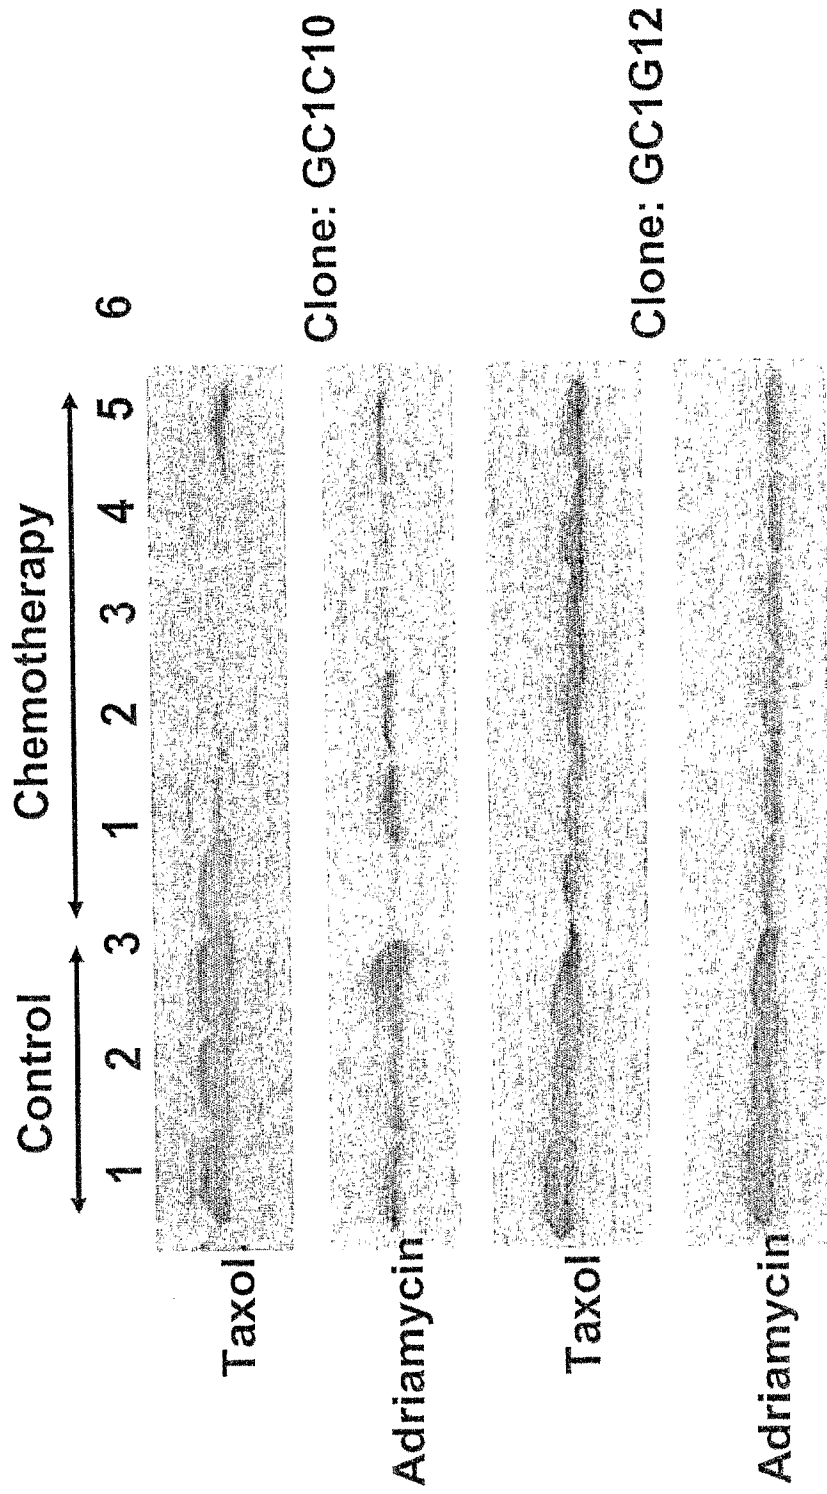 Control Chemotherapy
1 2 3 1 2 3 4 5 6
Taxol
Clone: GC1C10
Adriamycin
Taxol
Clone: GC1G12
Adriamycin